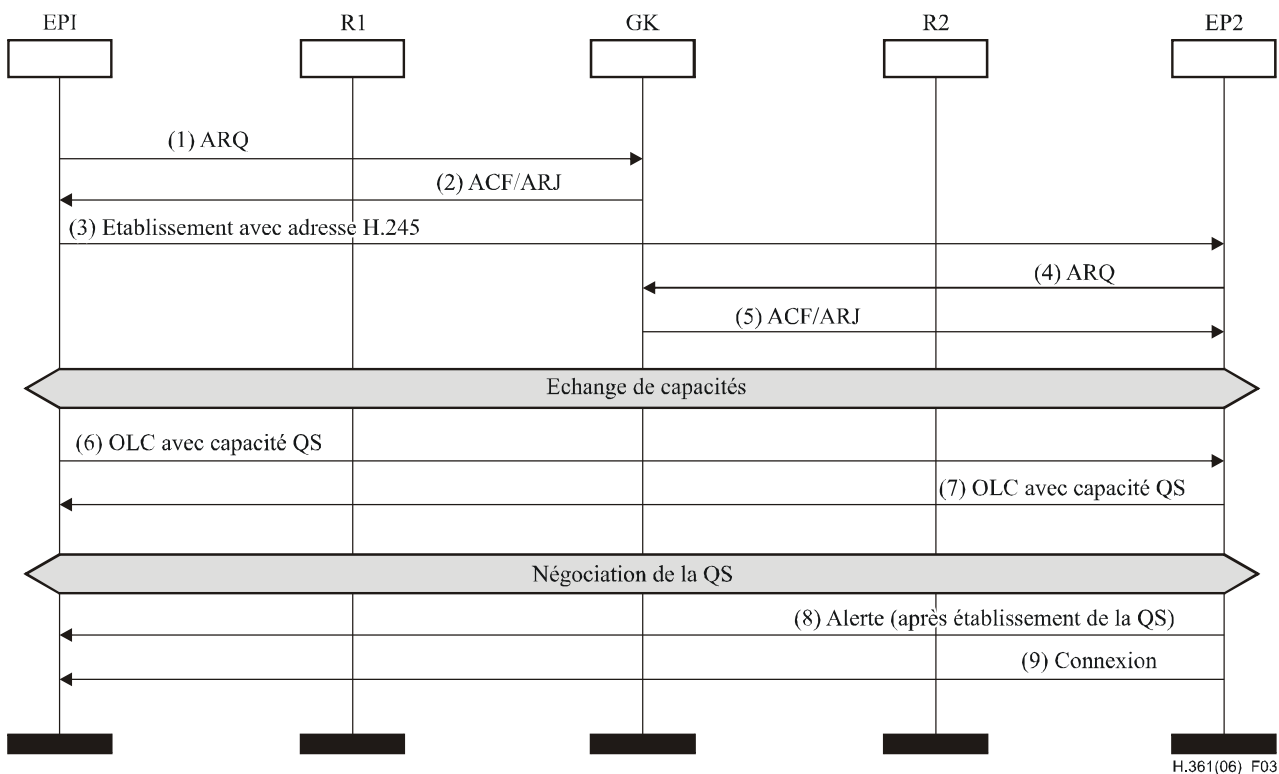 EPI
R1
GK
R2
EP2
(1) ARQ
(2) ACF/ARJ
(3) Etablissement avec adresse H.245
(4) ARQ
(5) ACF/ARJ
Echange de capacités
(6) OLC avec capacité QS
(7) OLC avec capacité QS
Négociation de la QS
(8) Alerte (après établissement de la QS)
(9) Connexion
H.361(06)_F03